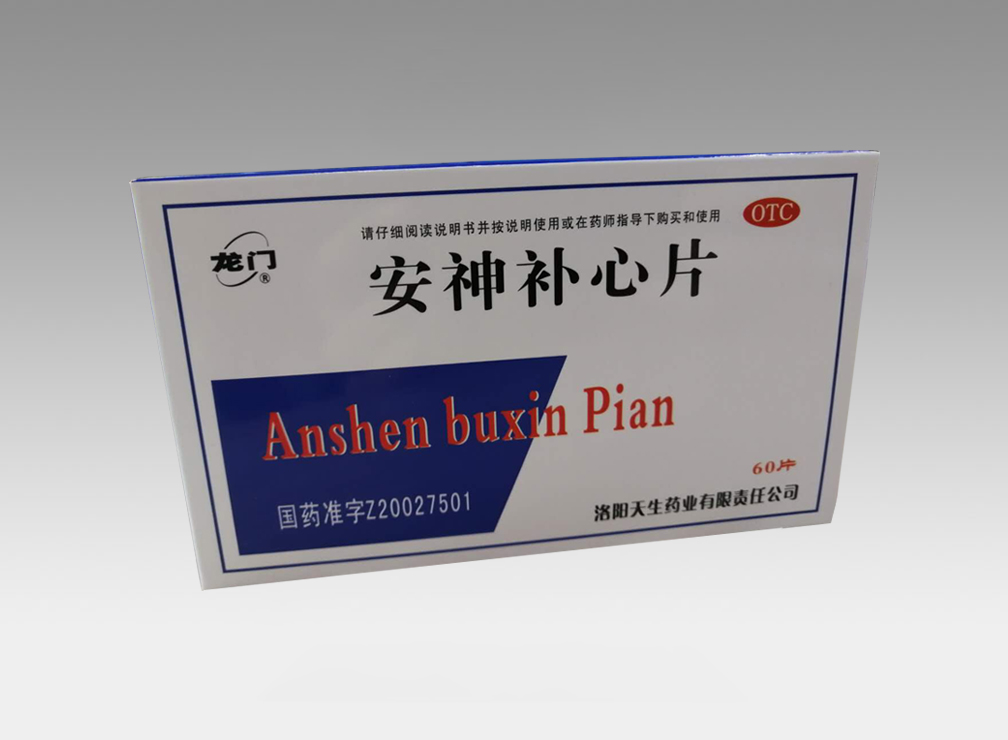 请仔细阅读说明书并按说明使用或在药师指导下购买和使用
OTC
龙门®
安神补心片
Anshen buxin Pian
60片
国药准字Z20027501
洛阳天生药业有限责任公司